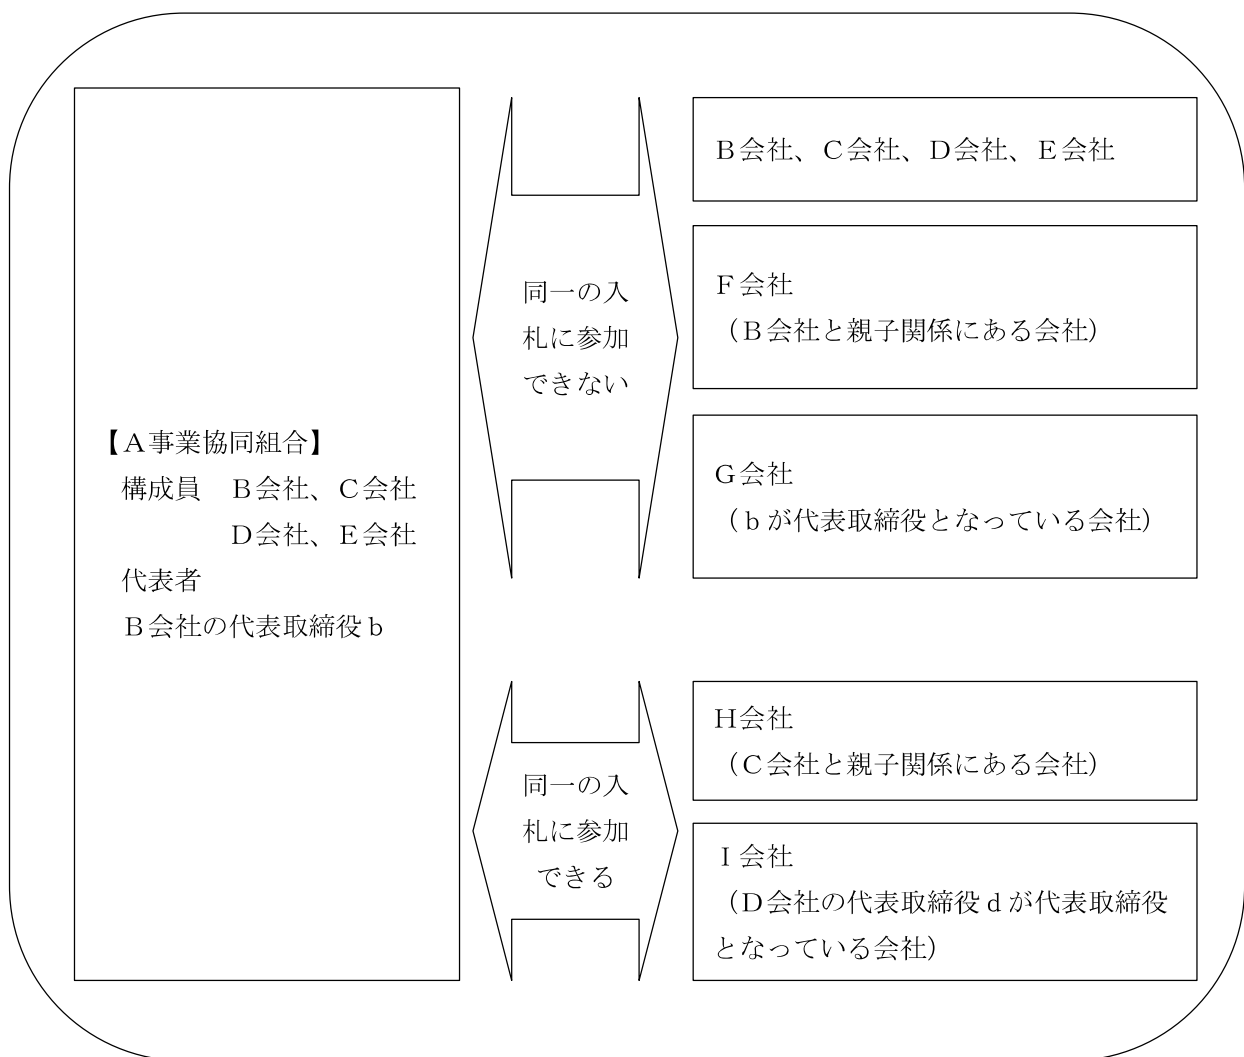 【Ａ事業協同組合】
構成員　Ｂ会社、Ｃ会社
Ｄ会社、Ｅ会社
代表者
Ｂ会社の代表取締役ｂ
同一の入
札に参加
できない
Ｂ会社、Ｃ会社、Ｄ会社、Ｅ会社
Ｆ会社
（Ｂ会社と親子関係にある会社）
Ｇ会社
（ｂが代表取締役となっている会社）
同一の入
札に参加
できる
Ｈ会社
（Ｃ会社と親子関係にある会社）
Ｉ会社
（Ｄ会社の代表取締役ｄが代表取締役
となっている会社）